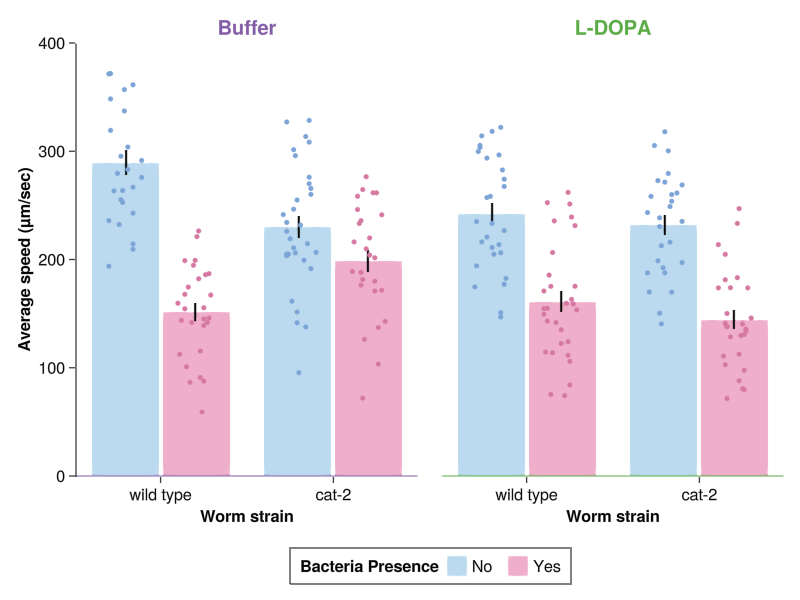 Buffer
L-DOPA
Average speed (µm/sec)
400
300
200
100
0
wild type
cat-2
wild type
cat-2
Worm strain
Worm strain
Bacteria Presence No Yes